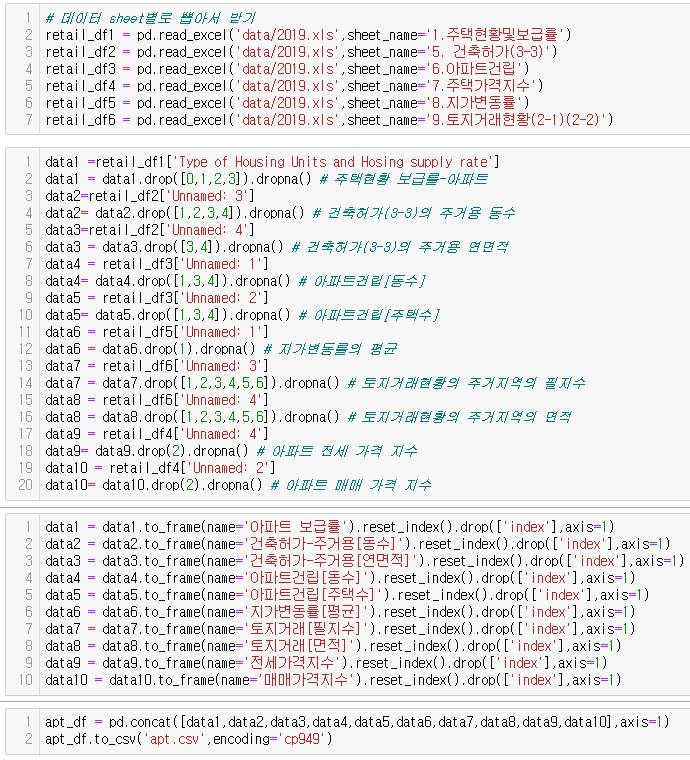 1 # 데이터 sheet별로 뽑아서 받기
2 retail_df1 = pd.read_excel('data/2019.xls',sheet_name='1.주택현황및보급률')
3 retail_df2 = pd.read_excel('data/2019.xls',sheet_name='5. 건축허가(3-3)')
4 retail_df3 = pd.read_excel('data/2019.xls',sheet_name='6.아파트건립')
5 retail_df4 = pd.read_excel('data/2019.xls',sheet_name='7.주택가격지수')
6 retail_df5 = pd.read_excel('data/2019.xls',sheet_name='8.지가변동률')
7 retail_df6 = pd.read_excel('data/2019.xls',sheet_name='9.토지거래현황(2-1)(2-2)')
1 data1 =retail_df1['Type of Housing Units and Hosing supply rate']
2 data1 = data1.drop([0,1,2,3]).dropna() # 주택현황 보급률-아파트
3 data2=retail_df2['Unnamed: 3']
4 data2= data2.drop([1,2,3,4]).dropna() # 건축허가(3-3)의 주거용 동수
5 data3=retail_df2['Unnamed: 4']
6 data3 = data3.drop([3,4]).dropna() # 건축허가(3-3)의 주거용 연면적
7 data4 = retail_df3['Unnamed: 1']
8 data4= data4.drop([1,3,4]).dropna() # 아파트건립[동수]
9 data5 = retail_df3['Unnamed: 2']
10 data5= data5.drop([1,3,4]).dropna() # 아파트건립[주택수]
11 data6 = retail_df5['Unnamed: 1']
12 data6 = data6.drop(1).dropna() # 지가변동률의 평균
13 data7 = retail_df6['Unnamed: 3']
14 data7 = data7.drop([1,2,3,4,5,6]).dropna() # 토지거래현황의 주거지역의 필지수
15 data8 = retail_df6['Unnamed: 4']
16 data8 = data8.drop([1,2,3,4,5,6]).dropna() # 토지거래현황의 주거지역의 면적
17 data9 = retail_df4['Unnamed: 4']
18 data9= data9.drop(2).dropna() # 아파트 전세 가격 지수
19 data10 = retail_df4['Unnamed: 2']
20 data10= data10.drop(2).dropna() # 아파트 매매 가격 지수
1 data1 = data1.to_frame(name='아파트 보급률').reset_index().drop(['index'],axis=1)
2 data2 = data2.to_frame(name='건축허가-주거용[동수]').reset_index().drop(['index'],axis=1)
3 data3 = data3.to_frame(name='건축허가-주거용[연면적]').reset_index().drop(['index'],axis=1)
4 data4 = data4.to_frame(name='아파트건립[동수]').reset_index().drop(['index'],axis=1)
5 data5 = data5.to_frame(name='아파트건립[주택수]').reset_index().drop(['index'],axis=1)
6 data6 = data6.to_frame(name='지가변동률[평균]').reset_index().drop(['index'],axis=1)
7 data7 = data7.to_frame(name='토지거래[필지수]').reset_index().drop(['index'],axis=1)
8 data8 = data8.to_frame(name='토지거래[면적]').reset_index().drop(['index'],axis=1)
9 data9 = data9.to_frame(name='전세가격지수').reset_index().drop(['index'],axis=1)
10 data10 = data10.to_frame(name='매매가격지수').reset_index().drop(['index'],axis=1)
1 apt_df = pd.concat([data1,data2,data3,data4,data5,data6,data7,data8,data9,data10],axis=1)
2 apt_df.to_csv('apt.csv',encoding='cp949')